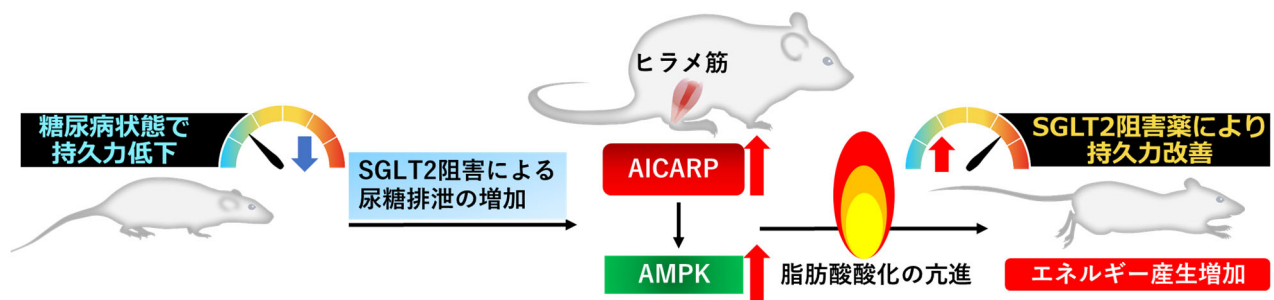 糖尿病状態で
持久力低下
SGLT2阻害による
尿糖排泄の増加
ヒラメ筋
AICARP
AMPK
脂肪酸酸化の亢進
SGLT2阻害薬により
持久力改善
エネルギー産生増加